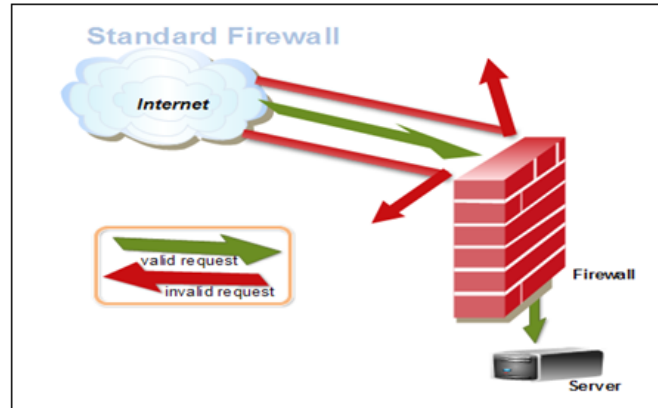 Standard Firewall
Internet
valid request
invalid request
Firewall
Server